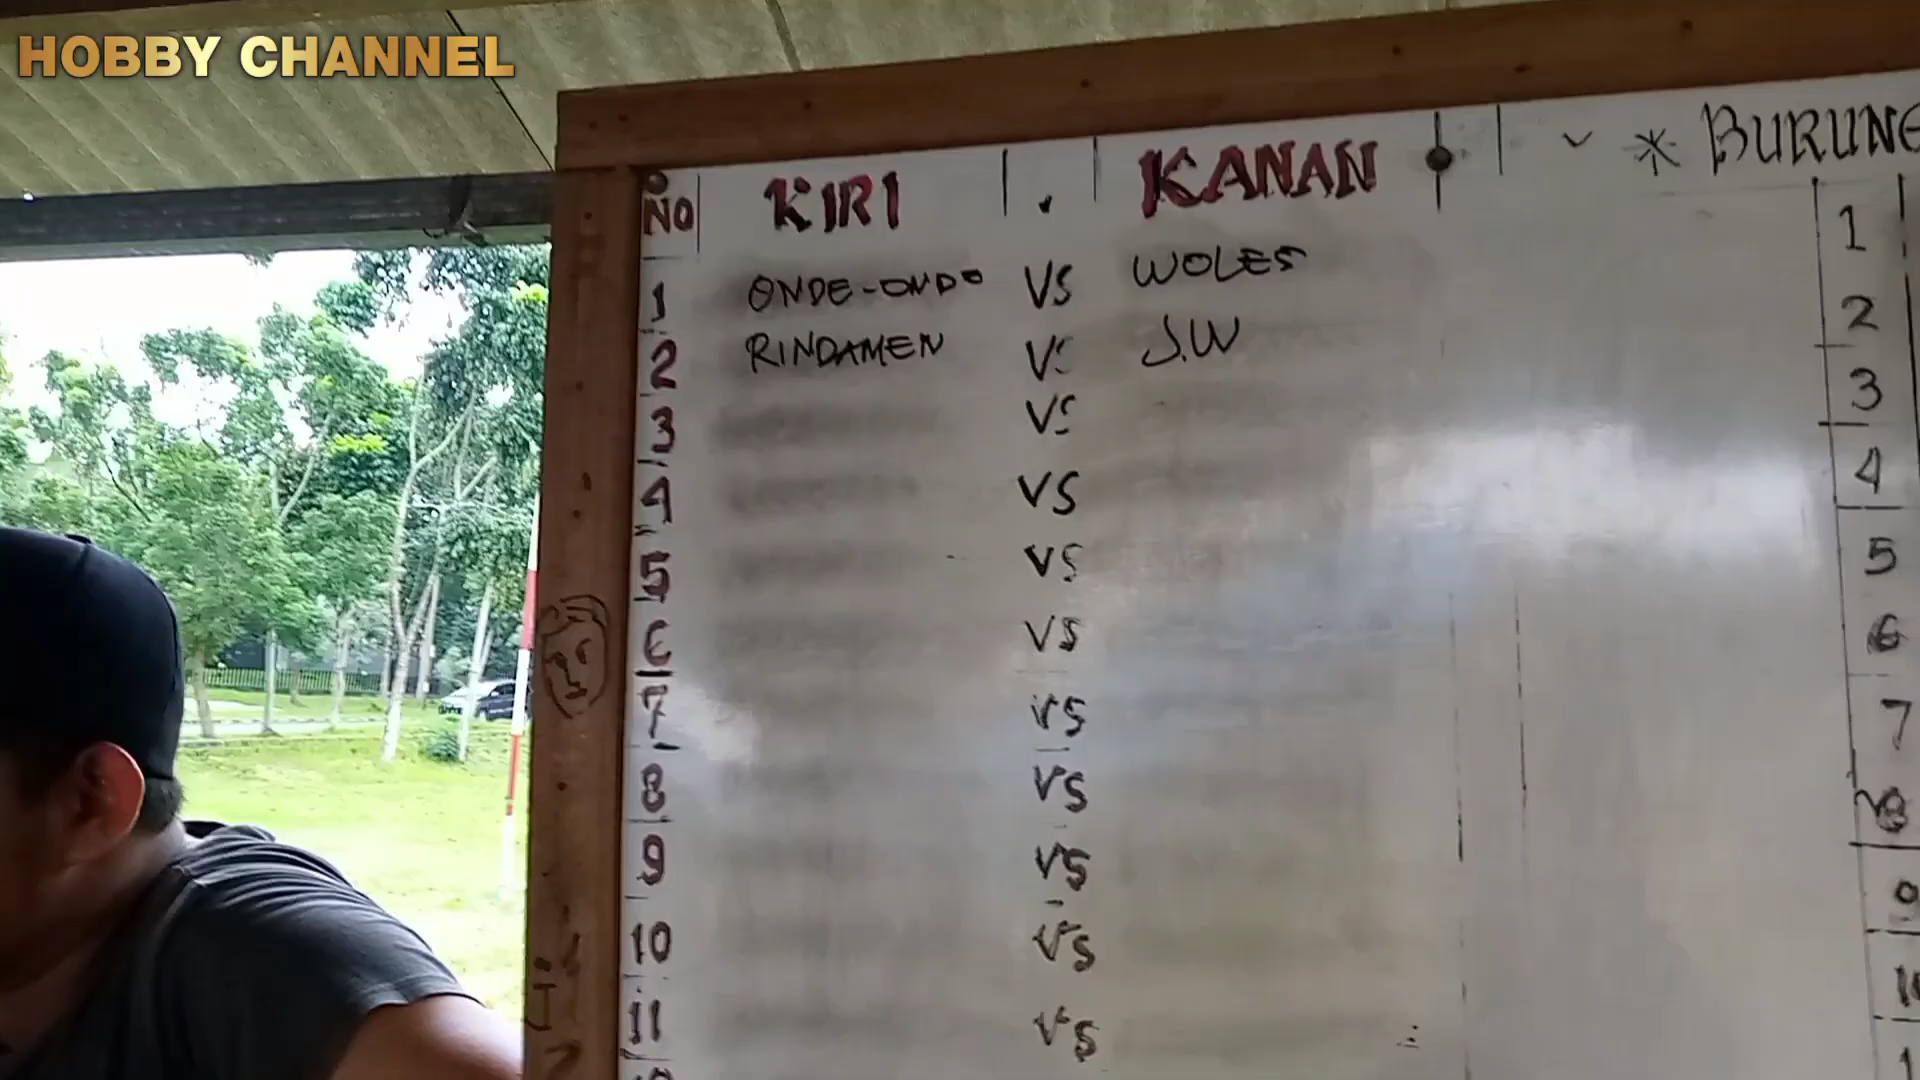 HOBBY CHANNEL
NO KIRI . KANAN
1 ONDE-ONDO VS WOLES
2 RINDAMEN VS J.W
3 VS
4 VS
5 VS
6 VS
7 VS
8 VS
9 VS
10 VS
11 VS
* BURUNG
1
2
3
4
5
6
7
8
9
10